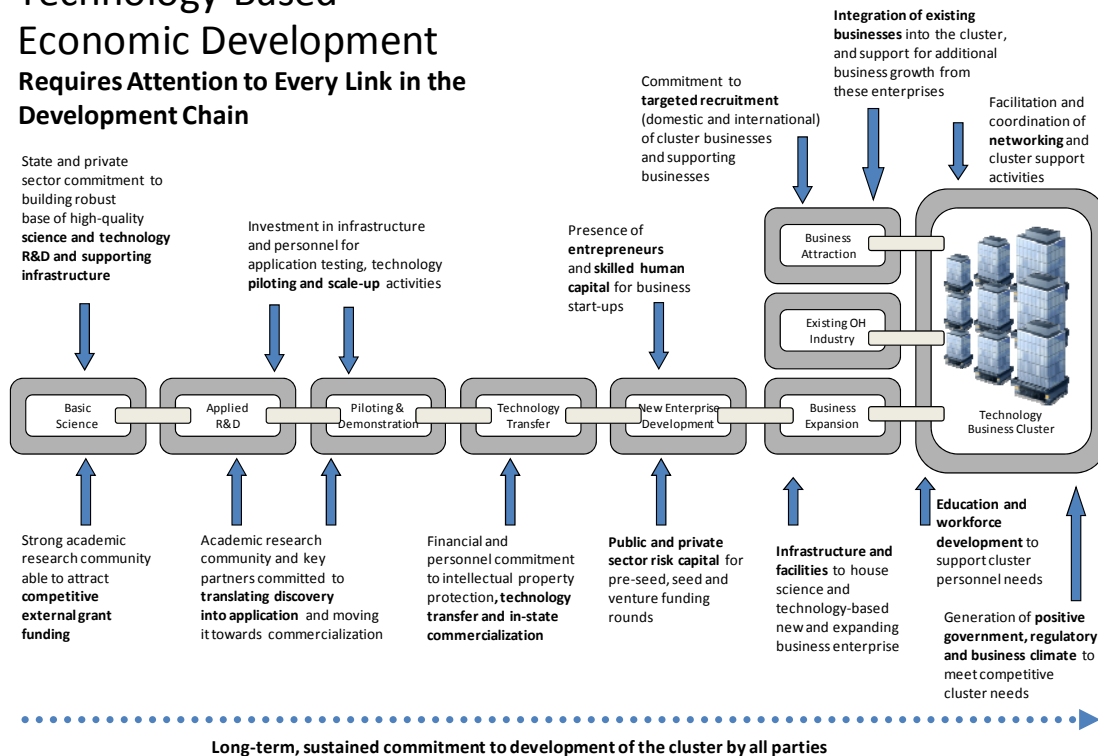 Technology-Based
Economic Development
Requires Attention to Every Link in the
Development Chain
State and private
sector commitment to
building robust
base of high-quality
science and technology
R&D and supporting
infrastructure
Investment in infrastructure
and personnel for
application testing, technology
piloting and scale-up activities
Presence of
entrepreneurs
and skilled human
capital for business
start-ups
Commitment to
targeted recruitment
(domestic and international)
of cluster businesses
and supporting
businesses
Integration of existing
businesses into the cluster,
and support for additional
business growth from
these enterprises
Facilitation and
coordination of
networking and
cluster support
activities
Business
Attraction
Existing OH
Industry
Basic
Science
Applied
R&D
Piloting &
Demonstration
Technology
Transfer
New Enterprise
Development
Business
Expansion
Technology
Business Cluster
Strong academic
research community
able to attract
competitive
external grant
funding
Academic research
community and key
partners committed to
translating discovery
into application and moving
it towards commercialization
Financial and
personnel commitment
to intellectual property
protection, technology
transfer and in-state
commercialization
Public and private
sector risk capital for
pre-seed, seed and
venture funding
rounds
Infrastructure and
facilities to house
science and
technology-based
new and expanding
business enterprise
Education and
workforce
development to
support cluster
personnel needs
Generation of positive
government, regulatory
and business climate to
meet competitive
cluster needs
Long-term, sustained commitment to development of the cluster by all parties